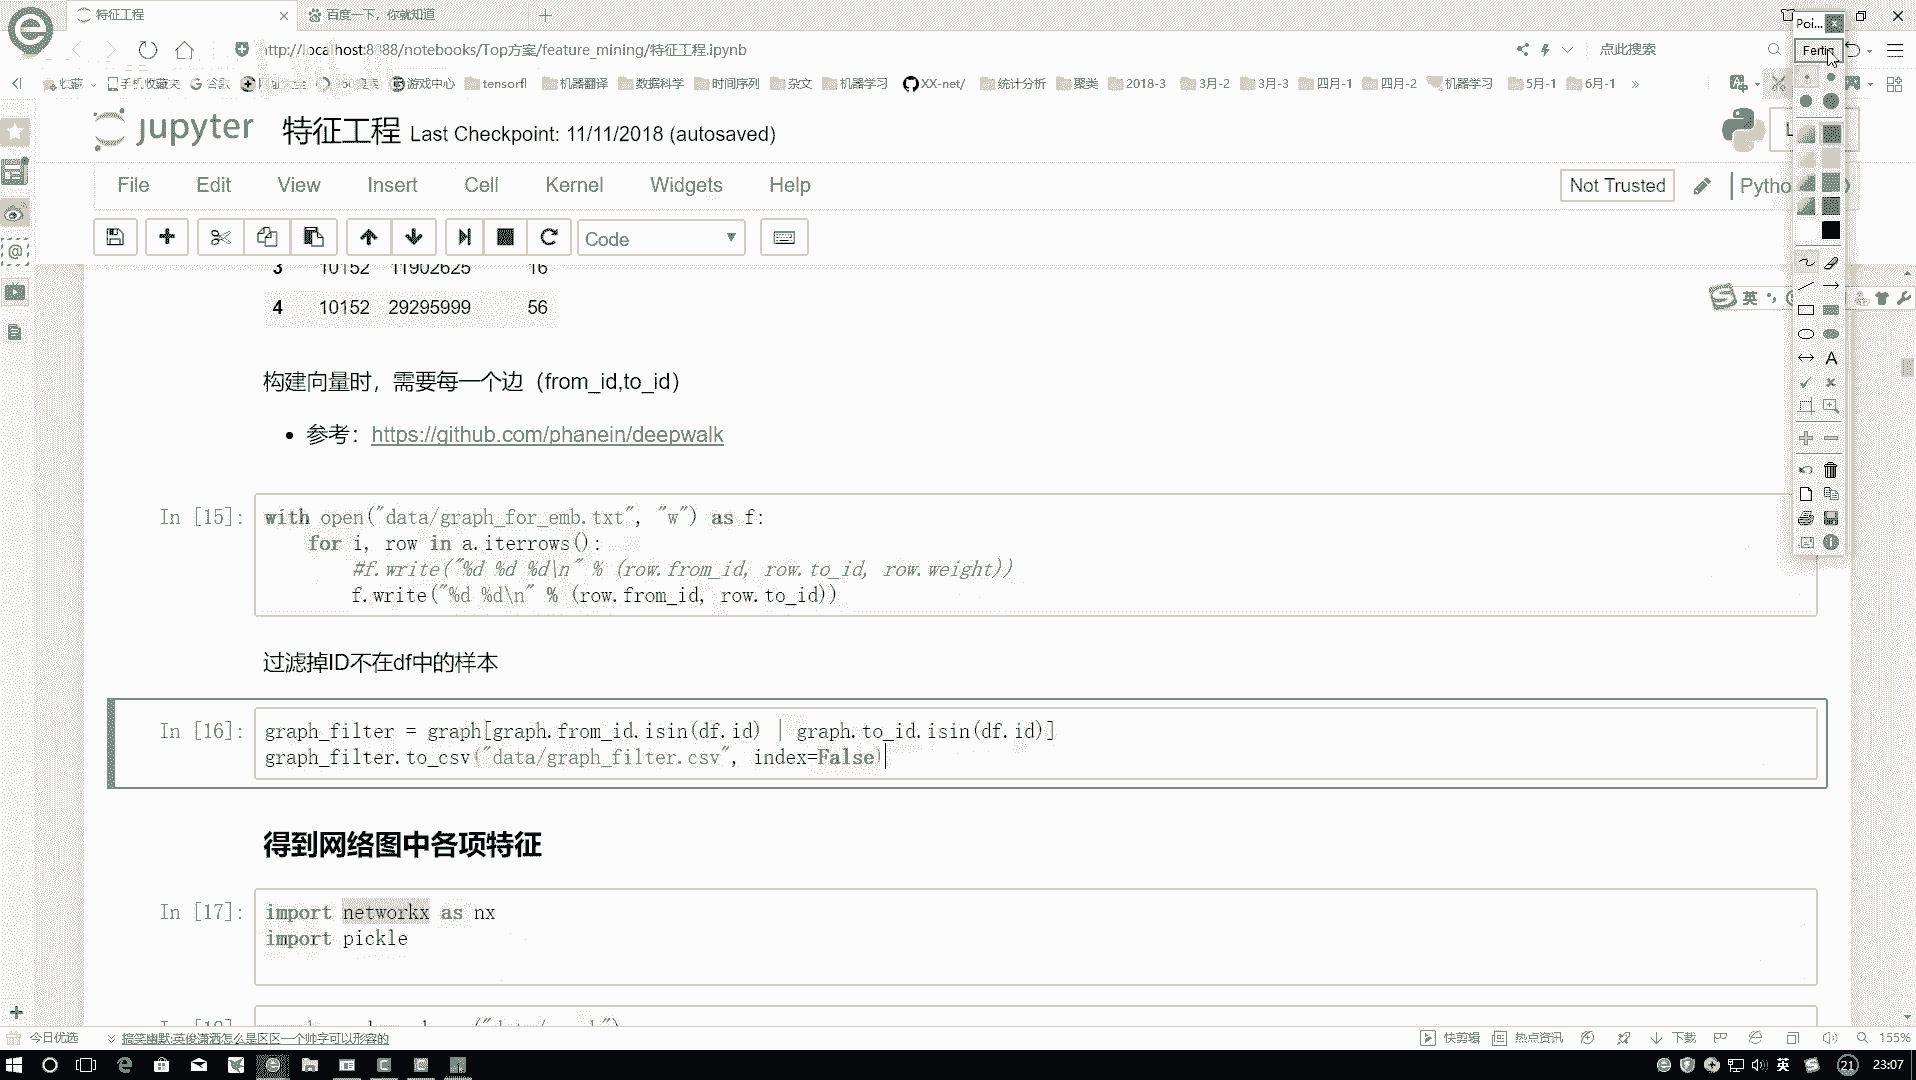 特征工程
百度一下，你就知道
Poi...
http://localhost:8888/notebooks/Top方案/feature_mining/特征工程.ipynb
点此搜索
Fertig
收藏 手机收藏夹 游戏中心 tensorfl 机器翻译 数据科学 时间序列 杂文 机器学习 XX-net/ 统计分析 聚类 2018-3 3月-2 3月-3 四月-1 四月-2 机器学习 5月-1 6月-1 »
jupyter 特征工程 Last Checkpoint: 11/11/2018 (autosaved)
File Edit View Insert Cell Kernel Widgets Help
Not Trusted
Pytho
Code
3 10152 11902625 16
4 10152 29295999 56
英
构建向量时，需要每一个边（from_id,to_id）
参考：https://github.com/phanein/deepwalk
In [15]: with open("data/graph_for_emb.txt", "w") as f:
for i, row in a.iterrows():
#f.write("%d %d %d\n" % (row.from_id, row.to_id, row.weight))
f.write("%d %d\n" % (row.from_id, row.to_id))
过滤掉ID不在df中的样本
In [16]: graph_filter = graph[graph.from_id.isin(df.id) | graph.to_id.isin(df.id)]
graph_filter.to_csv("data/graph_filter.csv", index=False)
得到网络图中各项特征
In [17]: import networkx as nx
import pickle
今日优选
搞笑幽默:英俊潇洒怎么是区区一个帅字可以形容的
快剪辑 热点资讯 下载 155%
英 21 23:07